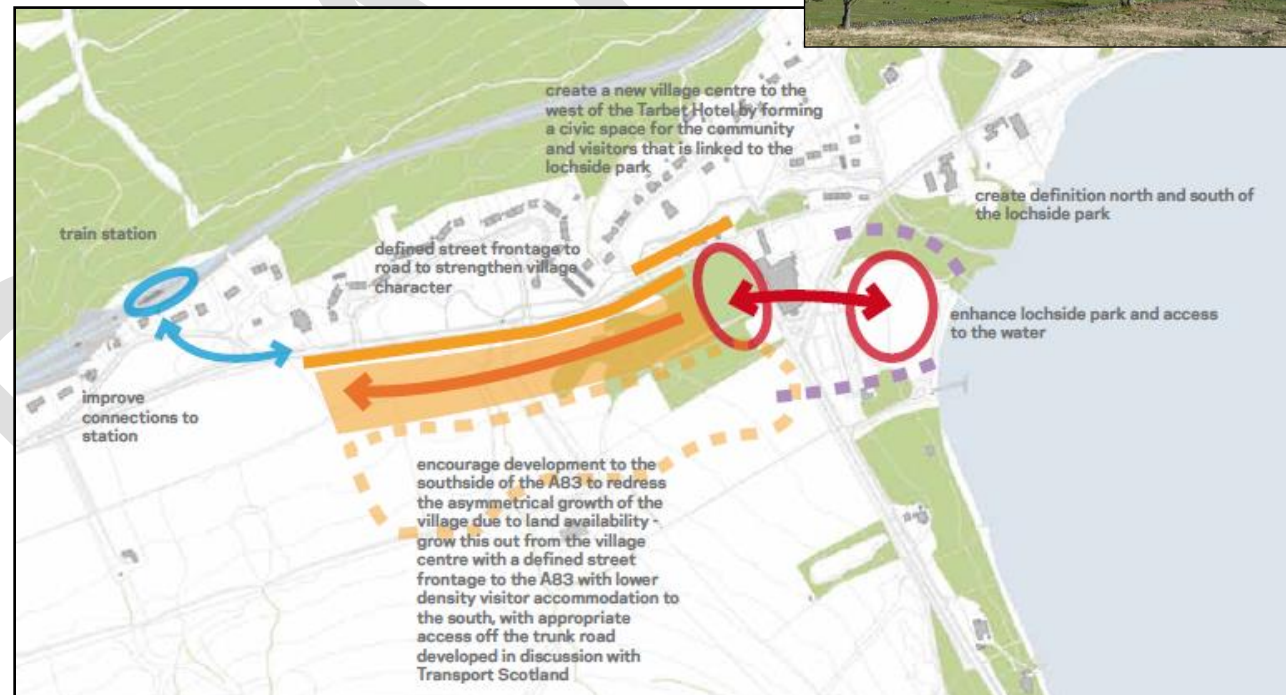 create a new village centre to the
west of the Tarbet Hotel by forming
a civic space for the community
and visitors that is linked to the
lochside park
create definition north and south of
the lochside park
train station
defined street frontage to
road to strengthen village
character
enhance lochside park and access
to the water
improve
connections to
station
encourage development to the
southside of the A83 to redress
the asymmetrical growth of the
village due to land availability -
grow this out from the village
centre with a defined street
frontage to the A83 with lower
density visitor accommodation to
the south, with appropriate
access off the trunk road
developed in discussion with
Transport Scotland